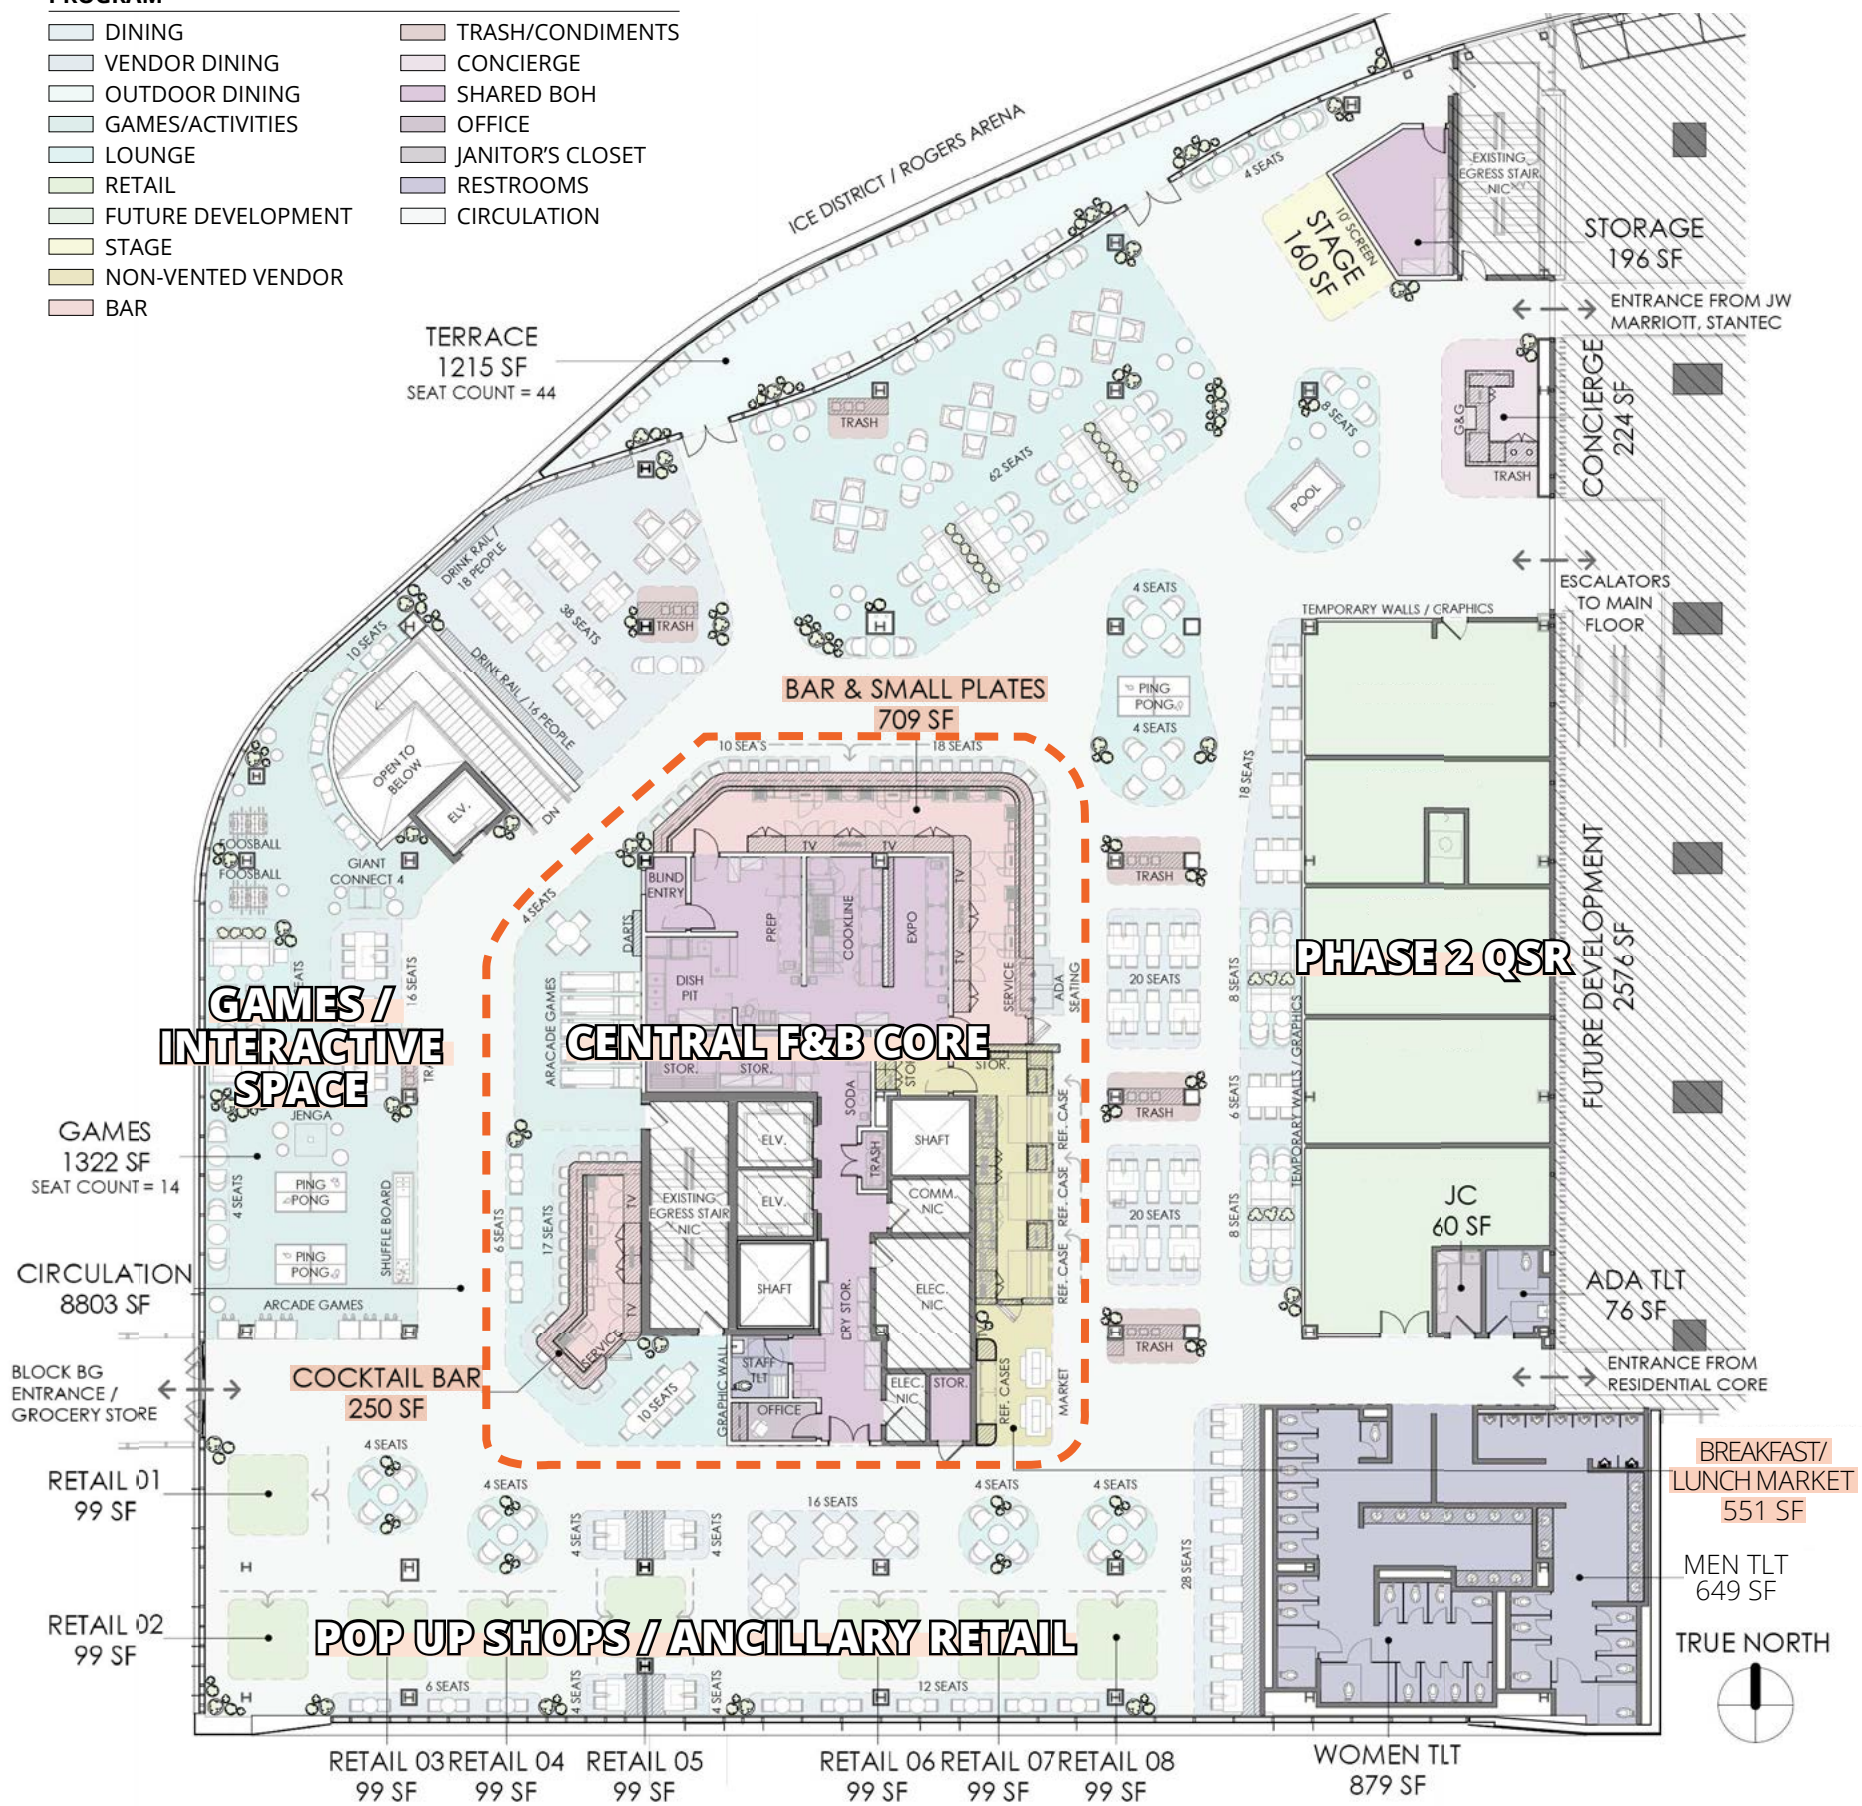 PROGRAM
DINING
VENDOR DINING
OUTDOOR DINING
GAMES/ACTIVITIES
LOUNGE
RETAIL
FUTURE DEVELOPMENT
STAGE
NON-VENTED VENDOR
BAR
TRASH/CONDIMENTS
CONCIERGE
SHARED BOH
OFFICE
JANITOR'S CLOSET
RESTROOMS
CIRCULATION
ICE DISTRICT / ROGERS ARENA
4 SEATS
EXISTING
EGRESS STAIR
NIC
10' SCREEN
STAGE
160 SF
STORAGE
196 SF
ENTRANCE FROM JW
MARRIOTT, STANTEC
TERRACE
1215 SF
SEAT COUNT = 44
TRASH
62 SEATS
8 SEATS
POOL
G&G
TRASH
CONCIERGE
224 SF
DRINK RAIL /
18 PEOPLE
38 SEATS
TRASH
10 SEATS
DRINK RAIL / 16 PEOPLE
OPEN TO
BELOW
ELV.
DN
4 SEATS
PING
PONG
4 SEATS
ESCALATORS
TO MAIN
FLOOR
TEMPORARY WALLS / GRAPHICS
18 SEATS
BAR & SMALL PLATES
709 SF
10 SEA'S
18 SEATS
FOOSBALL
FOOSBALL
GIANT
CONNECT 4
4 SEATS
DARTS
BLIND
ENTRY
TV
TV
TV
TV
PREP
COOKLINE
EXPO
DISH
PIT
SERVICE
ADA
SEATING
TRASH
20 SEATS
8 SEATS
PHASE 2 QSR
FUTURE DEVELOPMENT
2576 SF
SEATS
16 SEATS
GAMES /
INTERACTIVE
SPACE
ARACADE GAMES
CENTRAL F&B CORE
STOR.
STOR.
STOR.
STOR.
SODA
TRASH
6 SEATS
TEMPORARY WALLS / GRAPHICS
JENGA
GAMES
1322 SF
SEAT COUNT = 14
4 SEATS
PING
PONG
SHUFFLE BOARD
PING
PONG
ARCADE GAMES
6 SEATS
17 SEATS
TV
TV
SERVICE
EXISTING
EGRESS STAIR
NIC
ELV.
ELV.
SHAFT
SHAFT
TRASH
COMM.
NIC
ELEC.
NIC
DRY STOR.
REF. CASE
REF. CASE
REF. CASE
20 SEATS
8 SEATS
TRASH
JC
60 SF
ADA TLT
76 SF
CIRCULATION
8803 SF
BLOCK BG
ENTRANCE /
GROCERY STORE
COCKTAIL BAR
250 SF
10 SEATS
GRAPHIC WALL
STAFF
TLT
OFFICE
ELEC.
NIC
STOR.
REF. CASES
MARKET
ENTRANCE FROM
RESIDENTIAL CORE
BREAKFAST/
LUNCH MARKET
551 SF
RETAIL 01
99 SF
4 SEATS
4 SEATS
4 SEATS
4 SEATS
16 SEATS
4 SEATS
4 SEATS
28 SEATS
MEN TLT
649 SF
RETAIL 02
99 SF
POP UP SHOPS / ANCILLARY RETAIL
6 SEATS
4 SEATS
4 SEATS
12 SEATS
TRUE NORTH
RETAIL 03
99 SF
RETAIL 04
99 SF
RETAIL 05
99 SF
RETAIL 06
99 SF
RETAIL 07
99 SF
RETAIL 08
99 SF
WOMEN TLT
879 SF